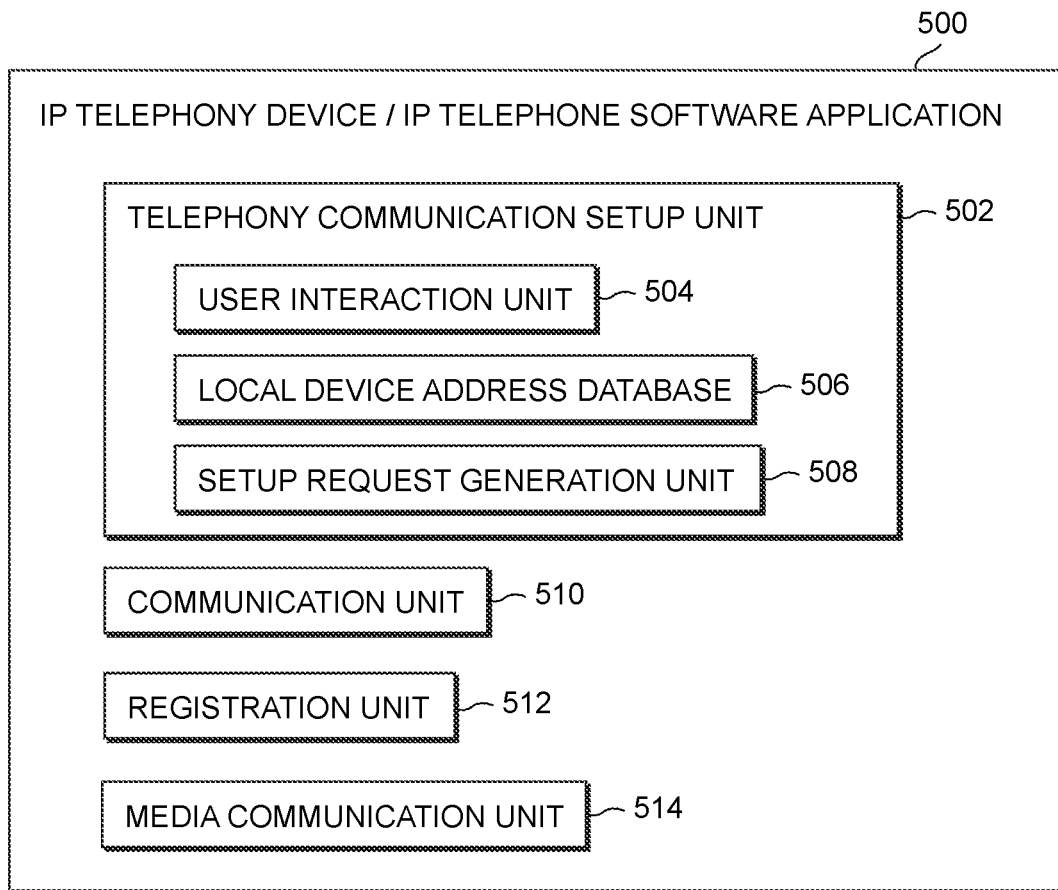 500
IP TELEPHONY DEVICE / IP TELEPHONE SOFTWARE APPLICATION
TELEPHONY COMMUNICATION SETUP UNIT
502
USER INTERACTION UNIT
504
LOCAL DEVICE ADDRESS DATABASE
506
SETUP REQUEST GENERATION UNIT
508
COMMUNICATION UNIT
510
REGISTRATION UNIT
512
MEDIA COMMUNICATION UNIT
514